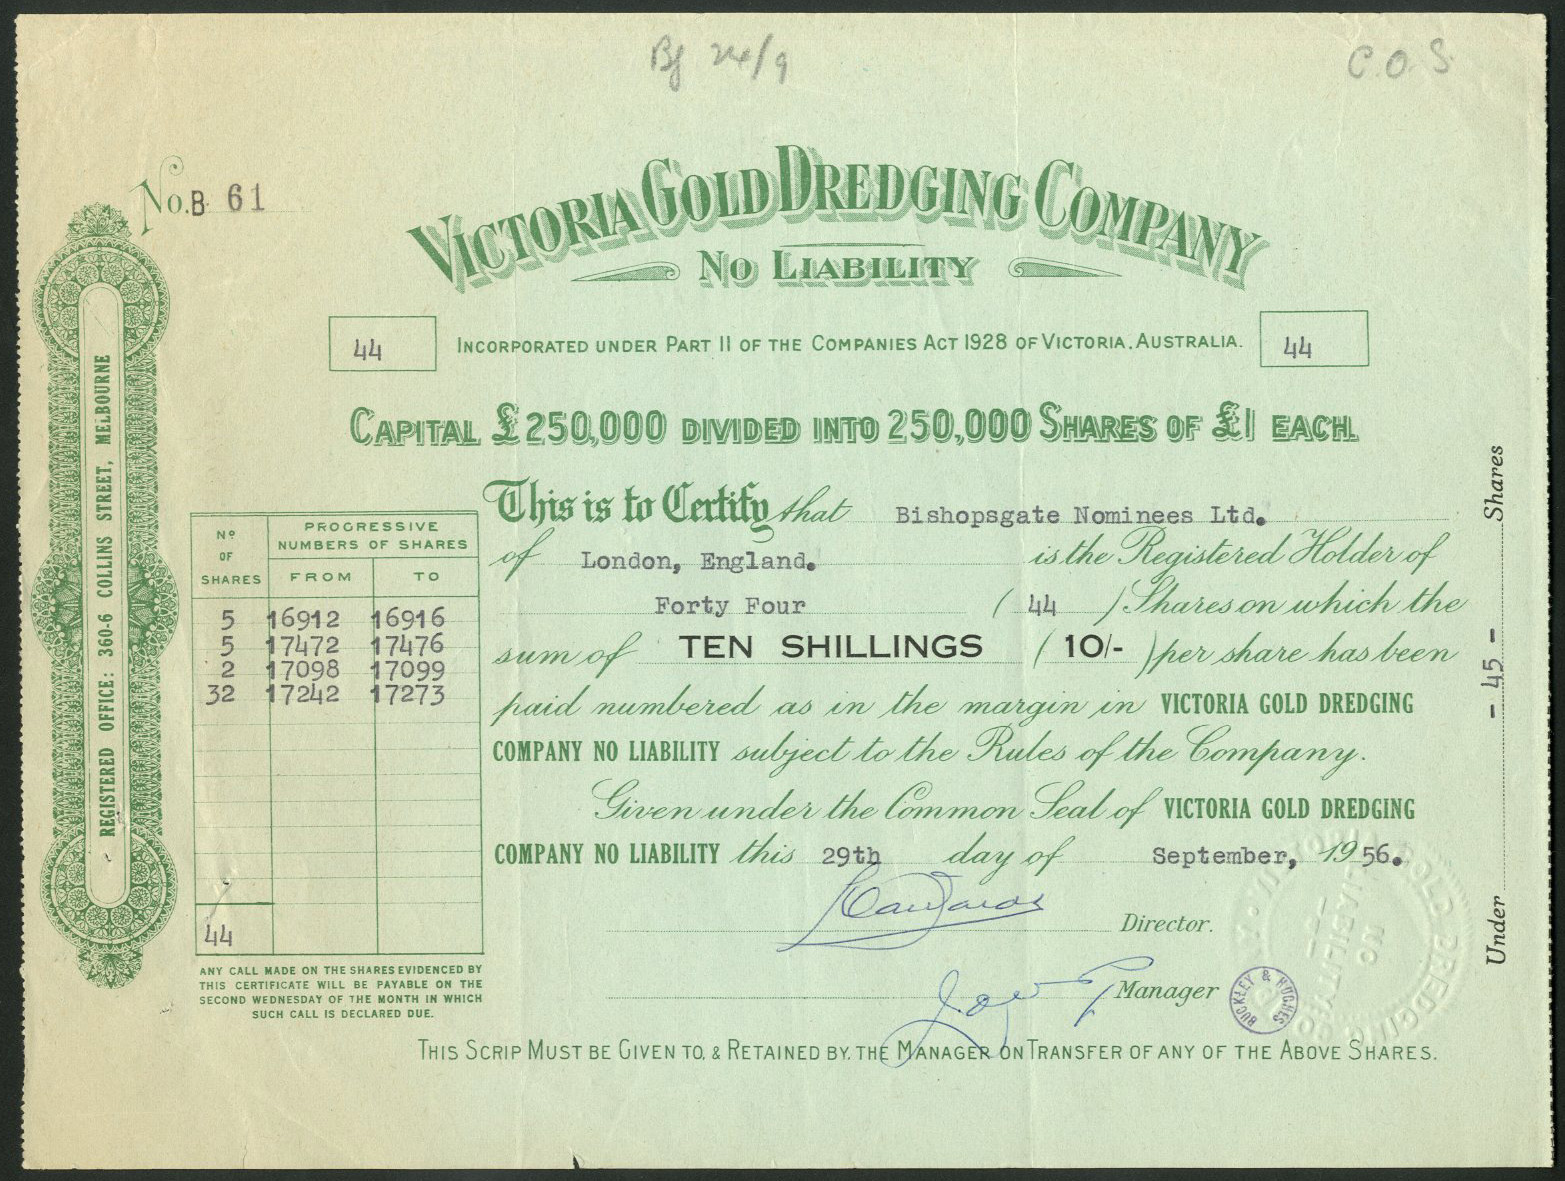 24/9
C.O.S.
No. B 61
VICTORIA GOLD DREDGING COMPANY
NO LIABILITY
44
INCORPORATED UNDER PART II OF THE COMPANIES ACT 1928 OF VICTORIA, AUSTRALIA.
44
CAPITAL £250,000 DIVIDED INTO 250,000 SHARES OF £1 EACH.
REGISTERED OFFICE: 360-6 COLLINS STREET, MELBOURNE
This is to Certify that Bishopsgate Nominees Ltd.
of London, England. is the Registered Holder of
Forty Four ( 44 ) Shares on which the
sum of TEN SHILLINGS ( 10/- ) per share has been
paid numbered as in the margin in VICTORIA GOLD DREDGING
COMPANY NO LIABILITY subject to the Rules of the Company.
Given under the Common Seal of VICTORIA GOLD DREDGING
COMPANY NO LIABILITY this 29th day of September, 1956.
Director.
Manager
BUCKLEY & HUGHES
VICTORIA GOLD DREDGING CO
NO
LIABILITY
Nº OF SHARES
PROGRESSIVE
NUMBERS OF SHARES
FROM TO
5 16912 16916
5 17472 17476
2 17098 17099
32 17242 17273
44
ANY CALL MADE ON THE SHARES EVIDENCED BY
THIS CERTIFICATE WILL BE PAYABLE ON THE
SECOND WEDNESDAY OF THE MONTH IN WHICH
SUCH CALL IS DECLARED DUE.
THIS SCRIP MUST BE GIVEN TO, & RETAINED BY, THE MANAGER ON TRANSFER OF ANY OF THE ABOVE SHARES.
Under - 45 - Shares